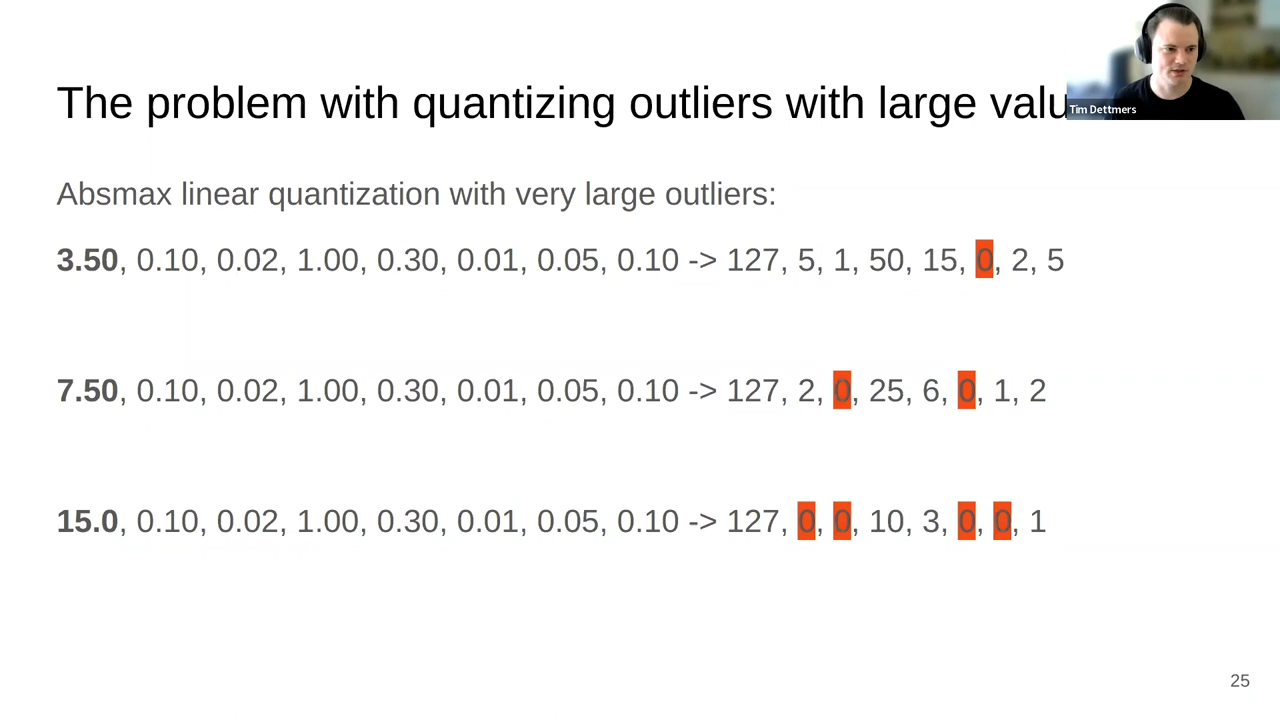 The problem with quantizing outliers with large valu
Tim Dettmers
Absmax linear quantization with very large outliers:
3.50, 0.10, 0.02, 1.00, 0.30, 0.01, 0.05, 0.10 -> 127, 5, 1, 50, 15, 0, 2, 5
7.50, 0.10, 0.02, 1.00, 0.30, 0.01, 0.05, 0.10 -> 127, 2, 0, 25, 6, 0, 1, 2
15.0, 0.10, 0.02, 1.00, 0.30, 0.01, 0.05, 0.10 -> 127, 0, 0, 10, 3, 0, 0, 1
25